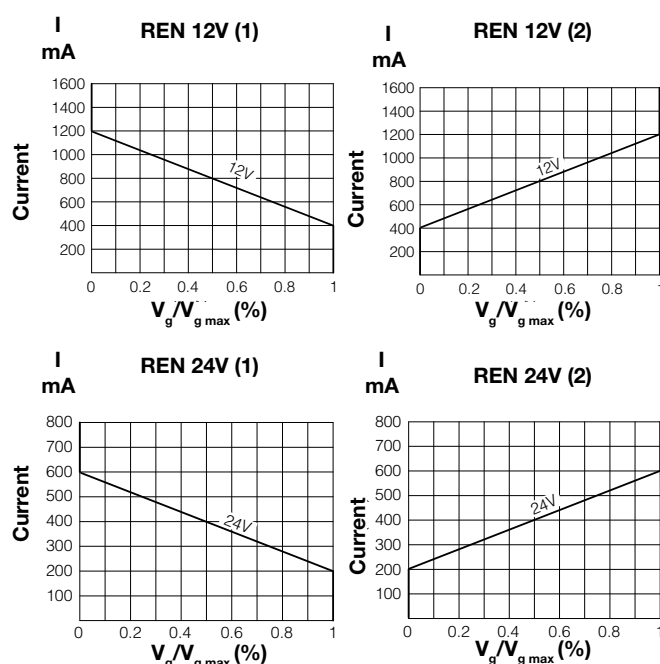 I
mA
REN 12V (1)
1600
1400
1200
1000
800
600
400
200
Current
12V
0 0.2 0.4 0.6 0.8 1
Vg/Vg max (%)
I
mA
REN 12V (2)
1600
1400
1200
1000
800
600
400
200
Current
12V
0 0.2 0.4 0.6 0.8 1
Vg/Vg max (%)
I
mA
REN 24V (1)
800
700
600
500
400
300
200
100
Current
24V
0 0.2 0.4 0.6 0.8 1
Vg/Vg max (%)
I
mA
REN 24V (2)
800
700
600
500
400
300
200
100
Current
24V
0 0.2 0.4 0.6 0.8 1
Vg/Vg max (%)